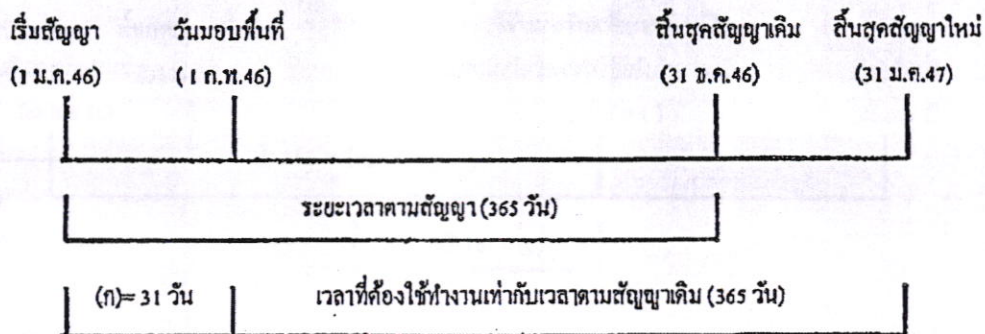 เริ่มสัญญา วันมอบพื้นที่ สิ้นสุดสัญญาเดิม สิ้นสุดสัญญาใหม่
(1 ม.ค.46) (1 ก.พ.46) (31 ธ.ค.46) (31 ม.ค.47)
ระยะเวลาตามสัญญา (365 วัน)
(ก)= 31 วัน เวลาที่ต้องใช้ทำงานเท่ากับเวลาตามสัญญาเดิม (365 วัน)